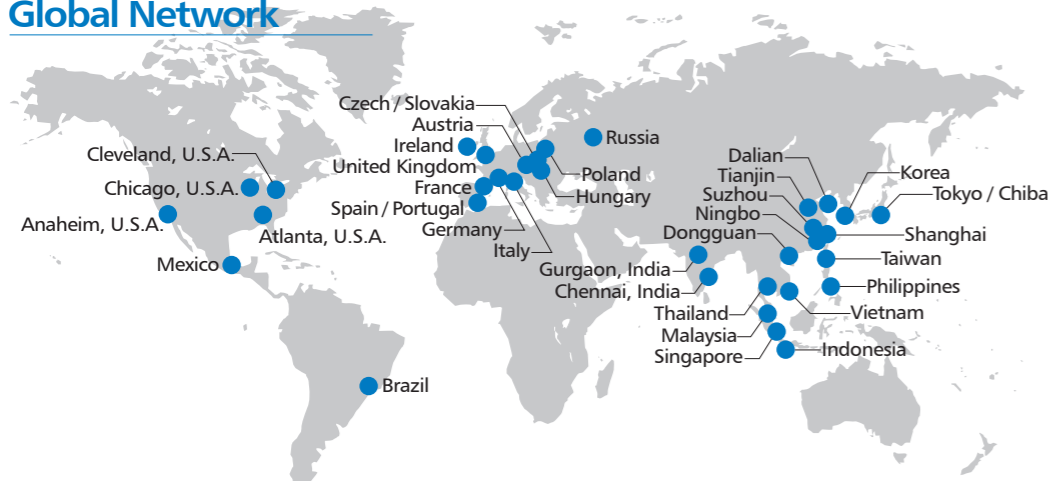 Global Network
Czech / Slovakia
Austria
Ireland
United Kingdom
France
Spain / Portugal
Germany
Italy
Russia
Poland
Hungary
Cleveland, U.S.A.
Chicago, U.S.A.
Anaheim, U.S.A.
Atlanta, U.S.A.
Mexico
Brazil
Dalian
Tianjin
Suzhou
Ningbo
Dongguan
Gurgaon, India
Chennai, India
Thailand
Malaysia
Singapore
Korea
Tokyo / Chiba
Shanghai
Taiwan
Philippines
Vietnam
Indonesia